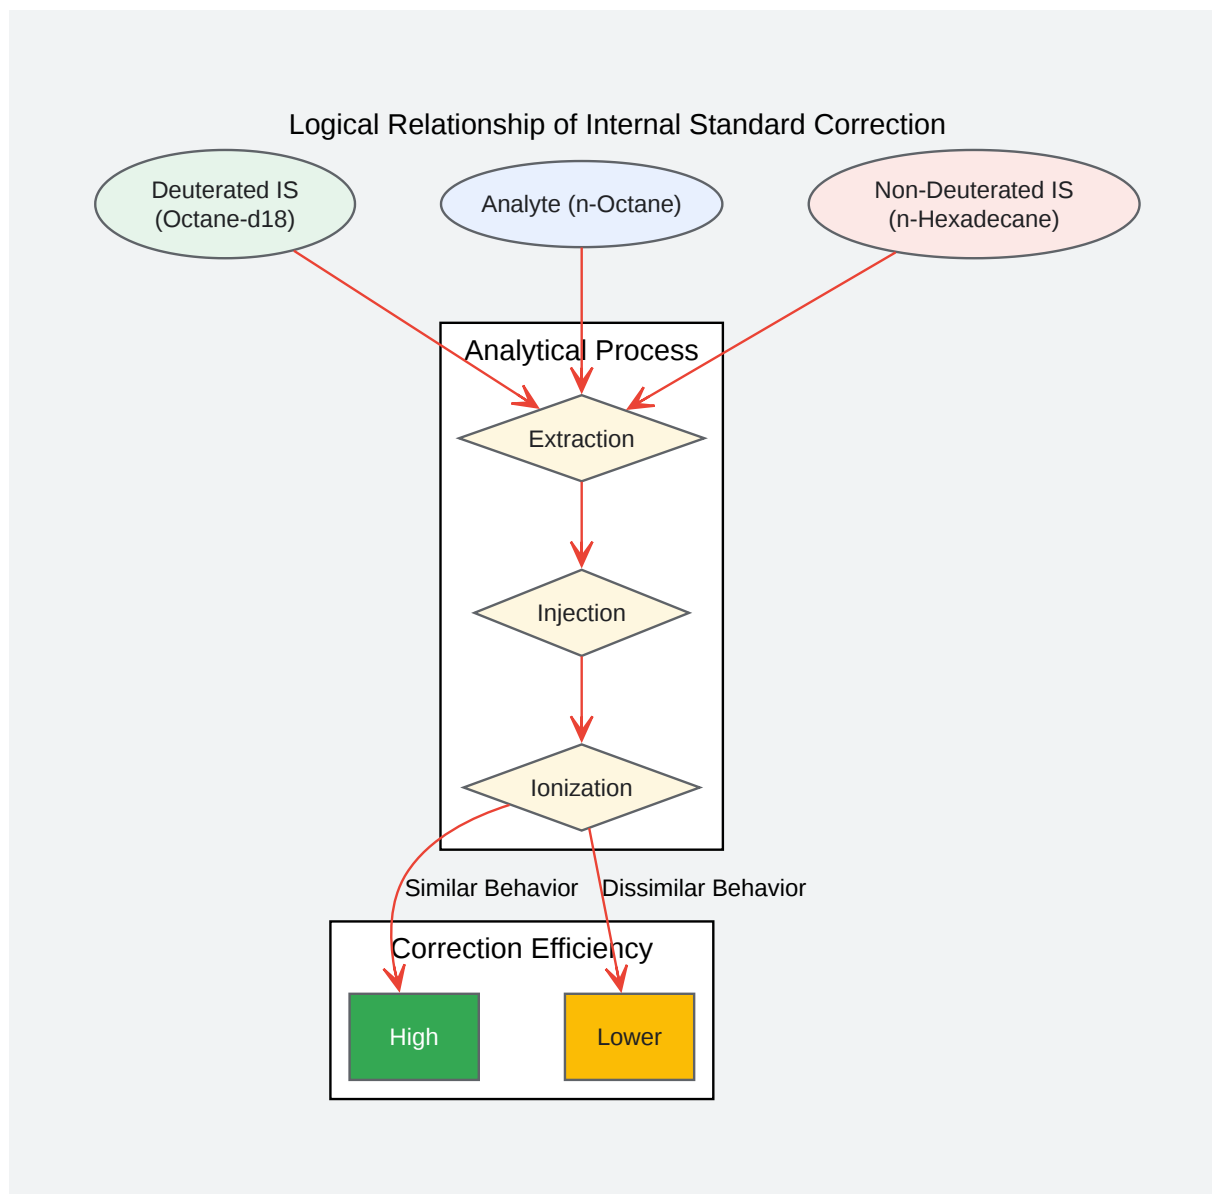 Logical Relationship of Internal Standard Correction
Deuterated IS
(Octane-d18)
Analyte (n-Octane)
Non-Deuterated IS
(n-Hexadecane)
Analytical Process
Extraction
Injection
Ionization
Similar Behavior
Dissimilar Behavior
Correction Efficiency
High
Lower